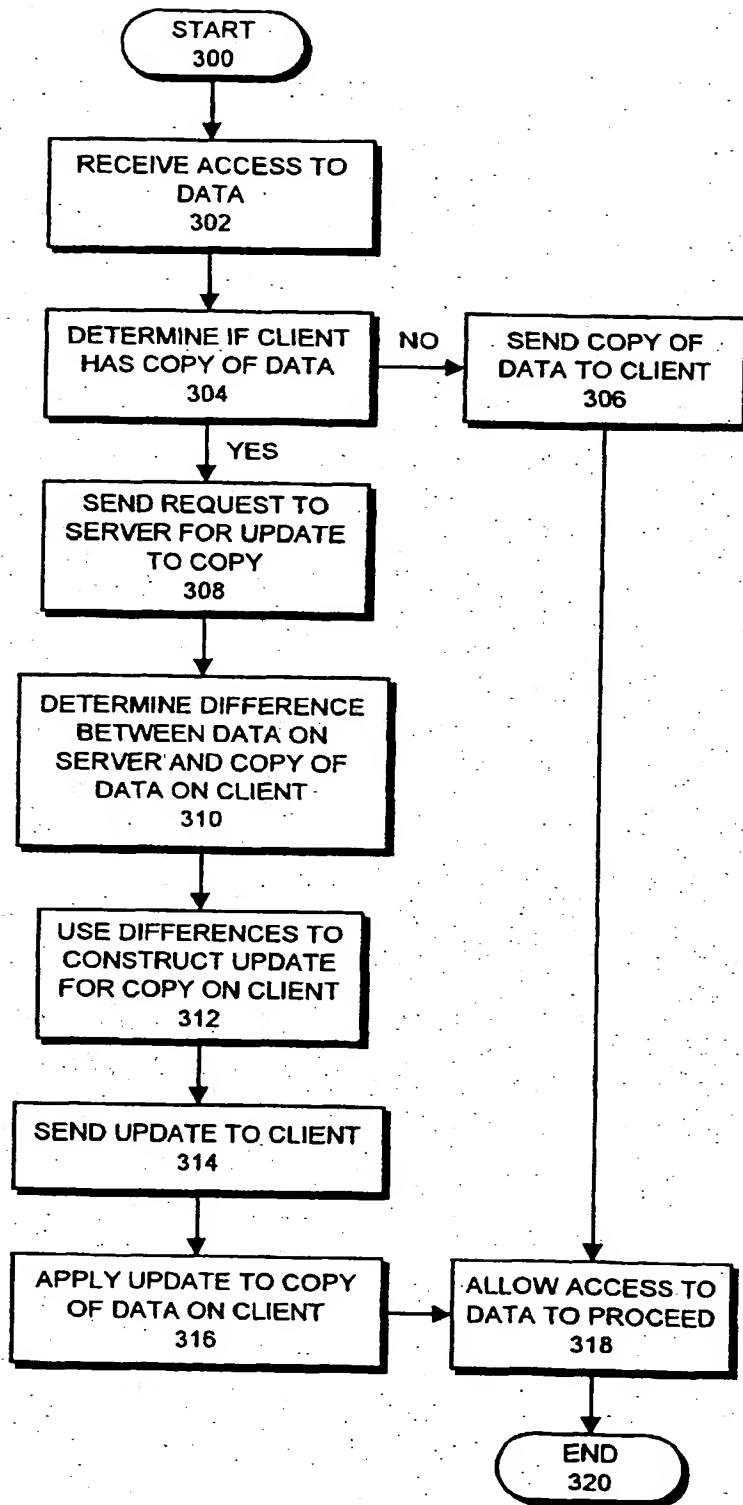 START
300
RECEIVE ACCESS TO
DATA
302
DETERMINE IF CLIENT
HAS COPY OF DATA
304
NO
SEND COPY OF
DATA TO CLIENT
306
YES
SEND REQUEST TO
SERVER FOR UPDATE
TO COPY
308
DETERMINE DIFFERENCE
BETWEEN DATA ON
SERVER AND COPY OF
DATA ON CLIENT
310
USE DIFFERENCES TO
CONSTRUCT UPDATE
FOR COPY ON CLIENT
312
SEND UPDATE TO CLIENT
314
APPLY UPDATE TO COPY
OF DATA ON CLIENT
316
ALLOW ACCESS TO
DATA TO PROCEED
318
END
320